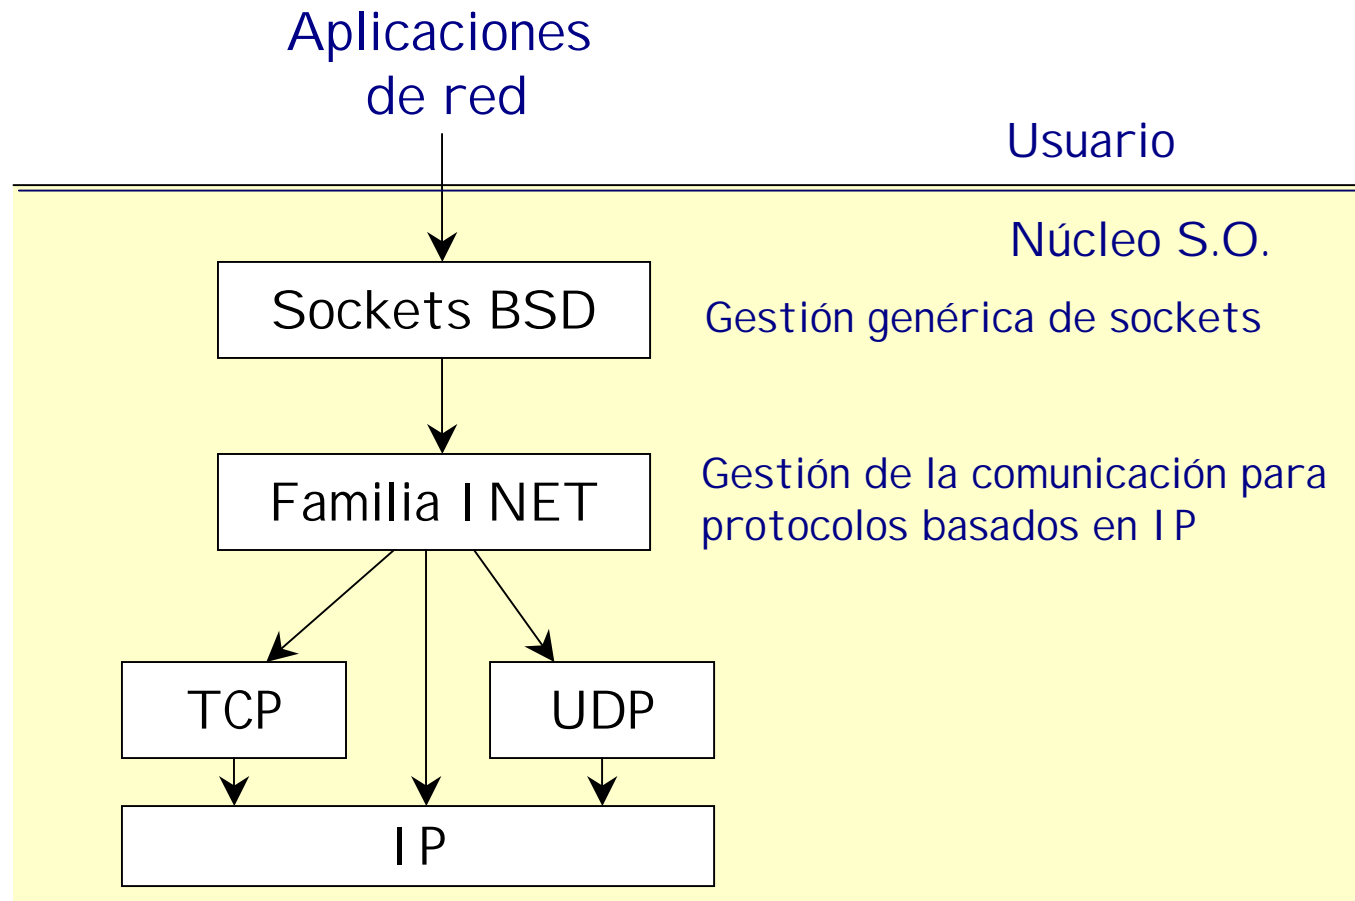 Aplicaciones
de red
Usuario
Núcleo S.O.
Sockets BSD
Gestión genérica de sockets
Familia INET
Gestión de la comunicación para
protocolos basados en IP
TCP
UDP
IP